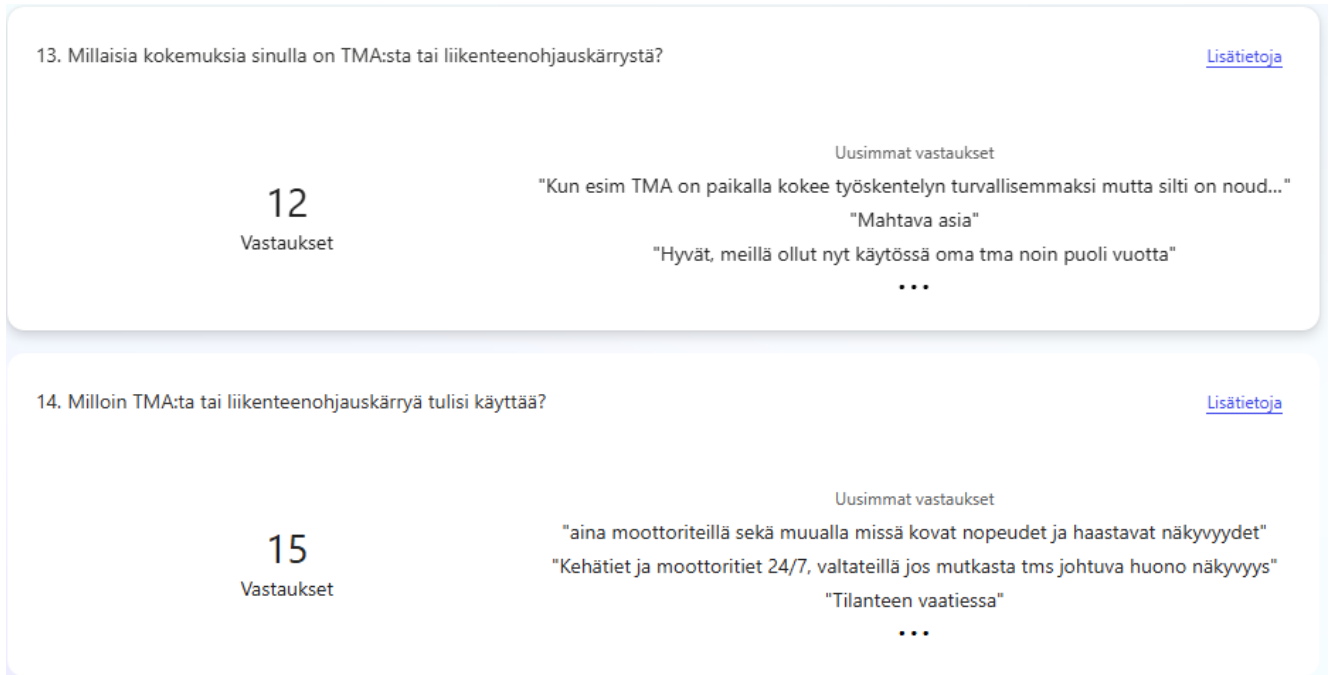 13. Millaisia kokemuksia sinulla on TMA:sta tai liikenteenohjauskärrystä?
Lisätietoja
12
Vastaukset
Uusimmat vastaukset
"Kun esim TMA on paikalla kokee työskentelyn turvallisemmaksi mutta silti on noud..."
"Mahtava asia"
"Hyvät, meillä ollut nyt käytössä oma tma noin puoli vuotta"
...
14. Milloin TMA:ta tai liikenteenohjauskärryä tulisi käyttää?
Lisätietoja
15
Vastaukset
Uusimmat vastaukset
"aina moottoriteillä sekä muualla missä kovat nopeudet ja haastavat näkyvyydet"
"Kehätiet ja moottoritiet 24/7, valtateillä jos mutkasta tms johtuva huono näkyvyys"
"Tilanteen vaatiessa"
...